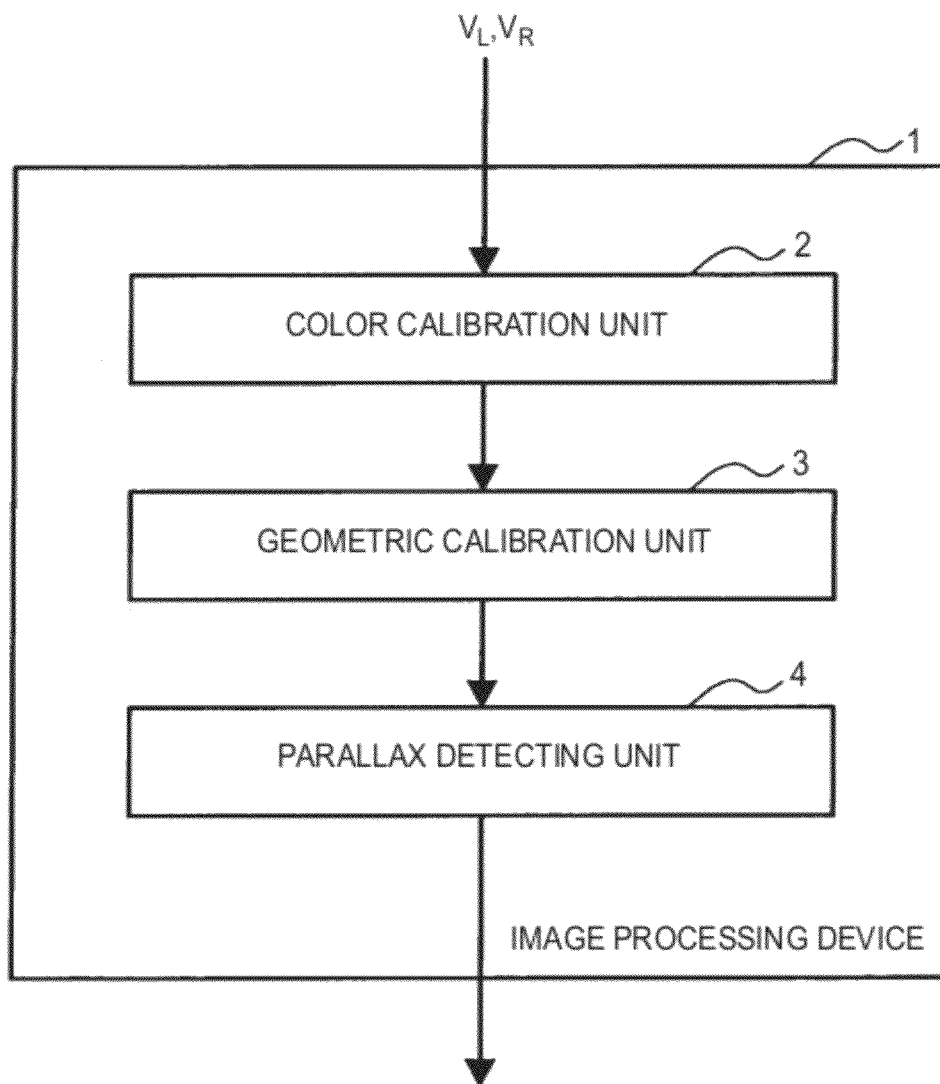 V_L,V_R
1
2
COLOR CALIBRATION UNIT
3
GEOMETRIC CALIBRATION UNIT
4
PARALLAX DETECTING UNIT
IMAGE PROCESSING DEVICE